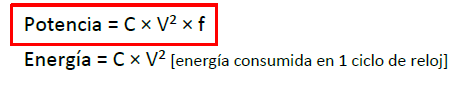 Potencia = C × V² × f
Energía = C × V² [energía consumida en 1 ciclo de reloj]